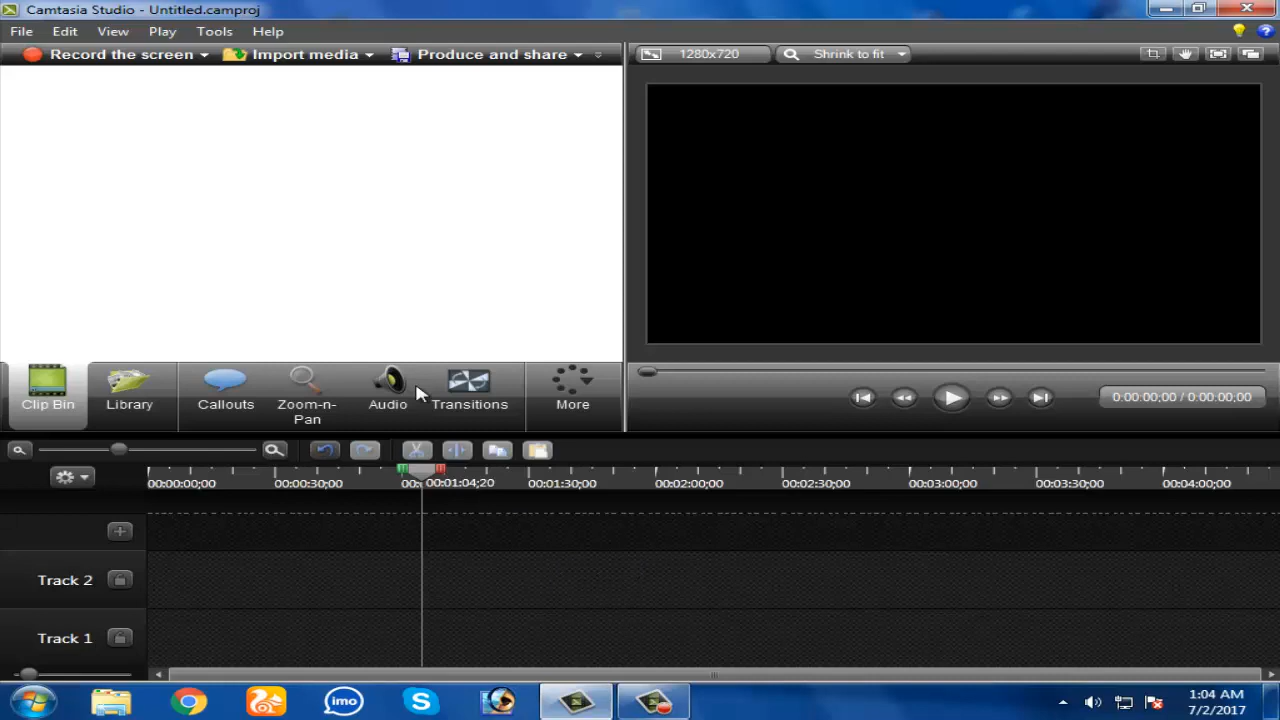 Camtasia Studio - Untitled.camproj
File Edit View Play Tools Help
Record the screen Import media Produce and share
1280x720 Shrink to fit
Clip Bin Library Callouts Zoom-n-Pan Audio Transitions More
0:00:00;00 / 0:00:00;00
00:00:00;00 00:00:30;00 00:01:04;20 00:01:30;00 00:02:00;00 00:02:30;00 00:03:00;00 00:03:30;00 00:04:00;00
Track 2
Track 1
imo
1:04 AM
7/2/2017